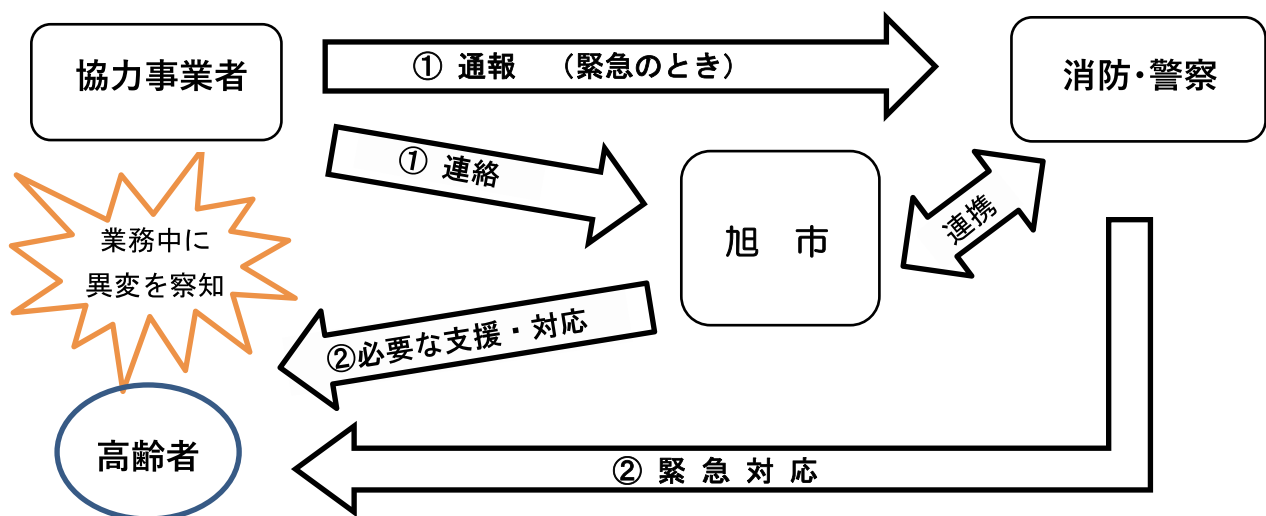 協力事業者
① 通報 （緊急のとき）
消防・警察
① 連絡
業務中に
異変を察知
旭 市
連携
②必要な支援・対応
高齢者
② 緊 急 対 応